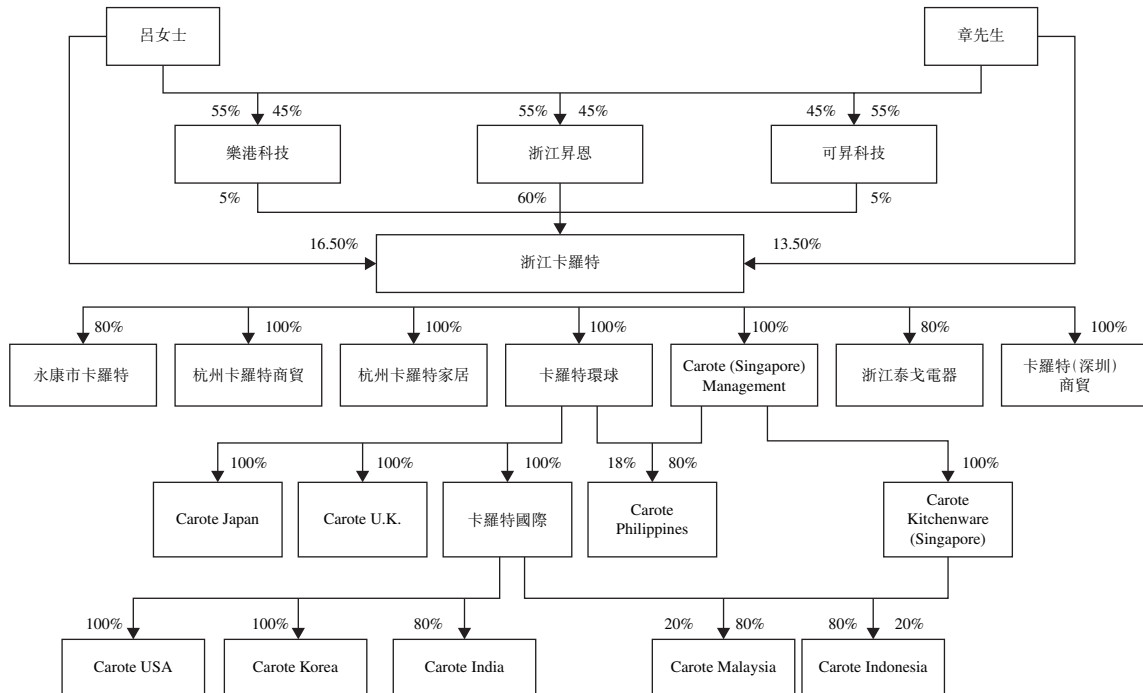 呂女士
章先生
55%
45%
55%
45%
45%
55%
樂港科技
浙江昇恩
可昇科技
5%
60%
5%
16.50%
13.50%
浙江卡羅特
80%
100%
100%
100%
100%
80%
100%
永康市卡羅特
杭州卡羅特商貿
杭州卡羅特家居
卡羅特環球
Carote (Singapore)
Management
浙江泰戈電器
卡羅特(深圳)
商貿
100%
100%
100%
18%
80%
100%
Carote Japan
Carote U.K.
卡羅特國際
Carote
Philippines
Carote
Kitchenware
(Singapore)
100%
100%
80%
20%
80%
80%
20%
Carote USA
Carote Korea
Carote India
Carote Malaysia
Carote Indonesia